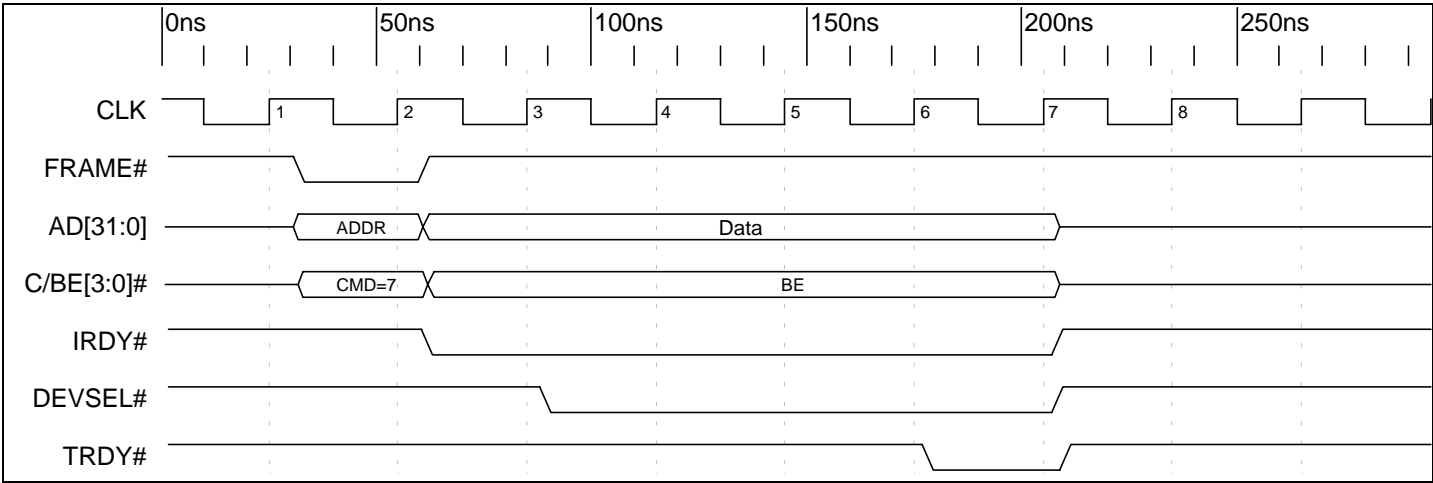 0ns 50ns 100ns 150ns 200ns 250ns
CLK 1 2 3 4 5 6 7 8
FRAME#
AD[31:0] ADDR Data
C/BE[3:0]# CMD=7 BE
IRDY#
DEVSEL#
TRDY#